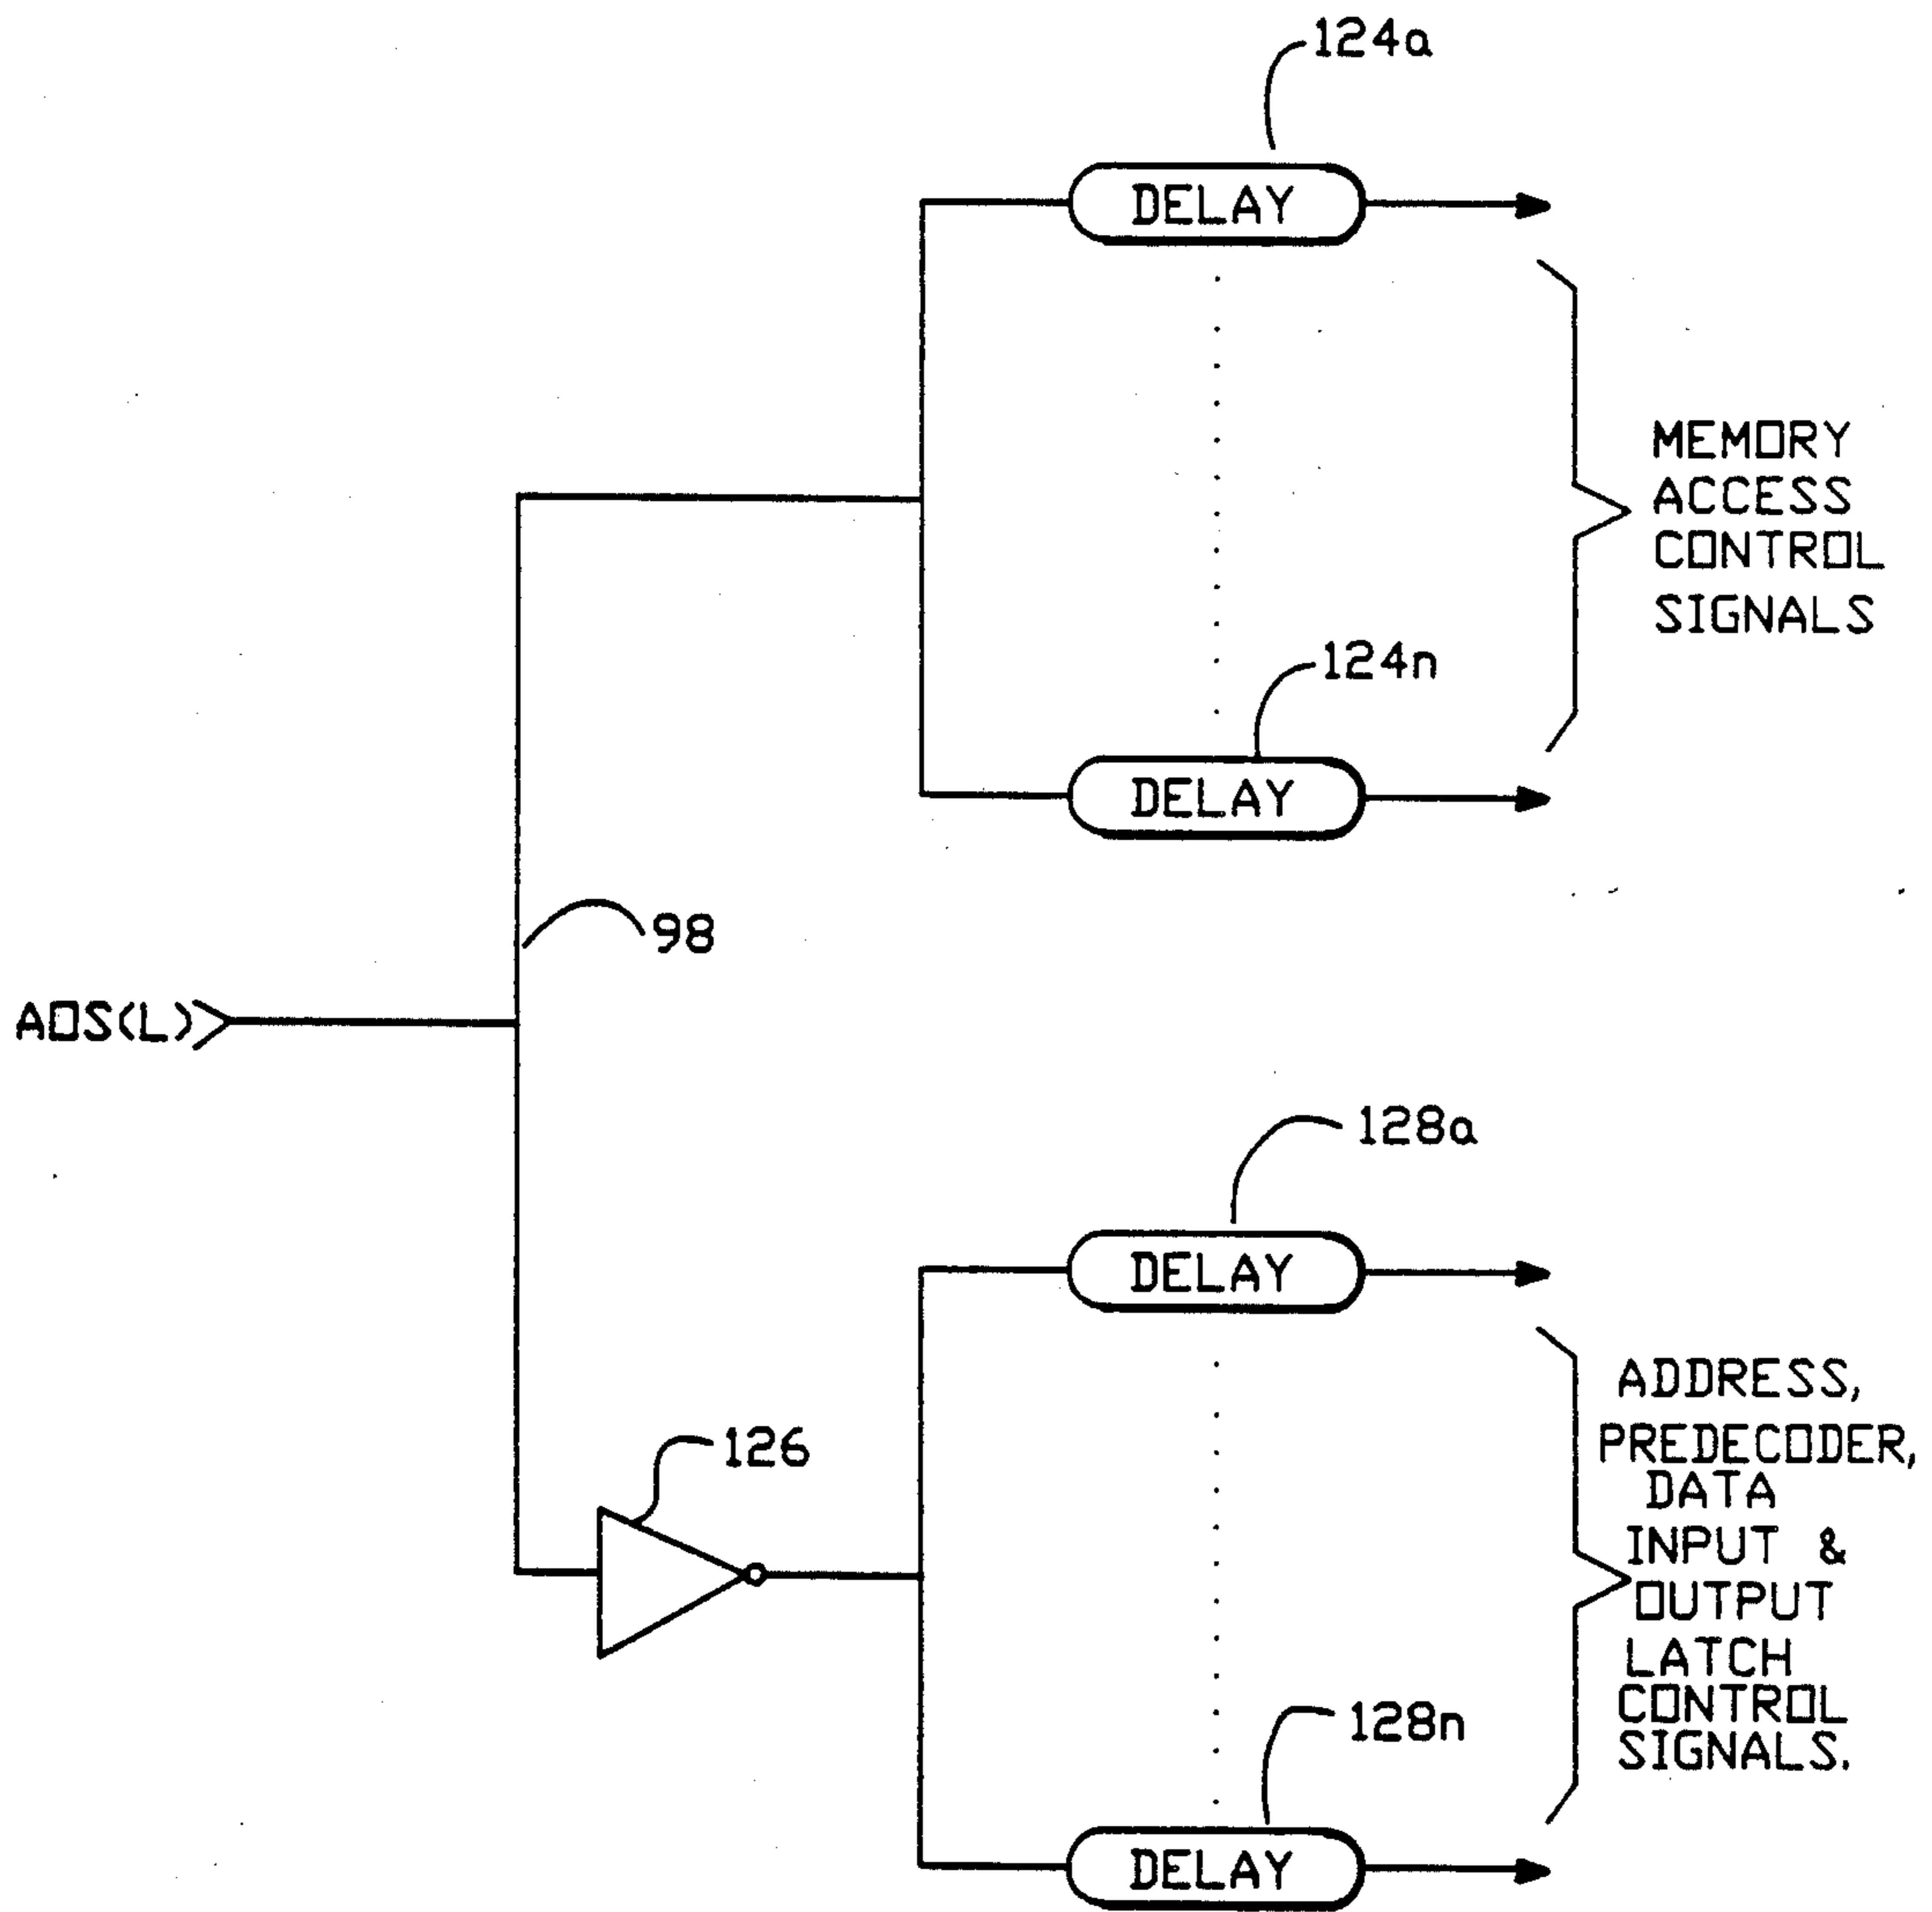 124a
DELAY
MEMORY
ACCESS
CONTROL
SIGNALS
124n
DELAY
98
AOS(L)
128a
DELAY
126
ADDRESS,
PREDECODER,
DATA
INPUT &
OUTPUT
LATCH
CONTROL
SIGNALS.
128n
DELAY